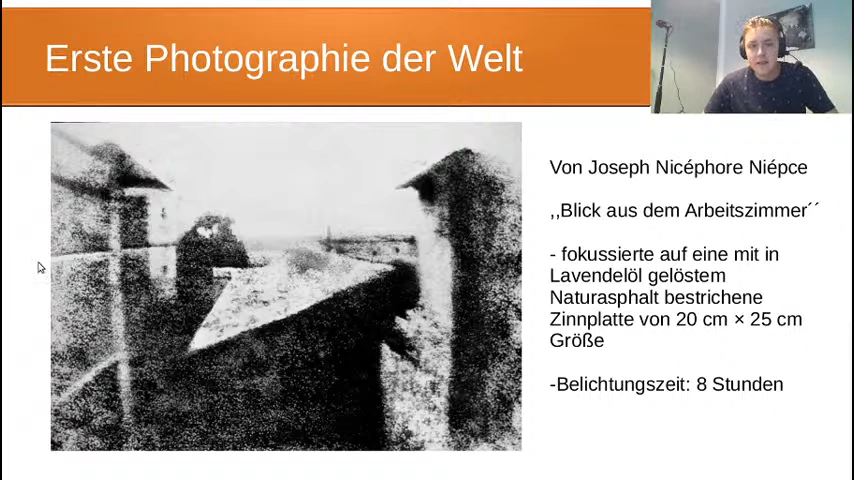 Erste Photographie der Welt
Von Joseph Nicéphore Niépce
,,Blick aus dem Arbeitszimmer´´
- fokussierte auf eine mit in
Lavendelöl gelöstem
Naturasphalt bestrichene
Zinnplatte von 20 cm × 25 cm
Größe
-Belichtungszeit: 8 Stunden